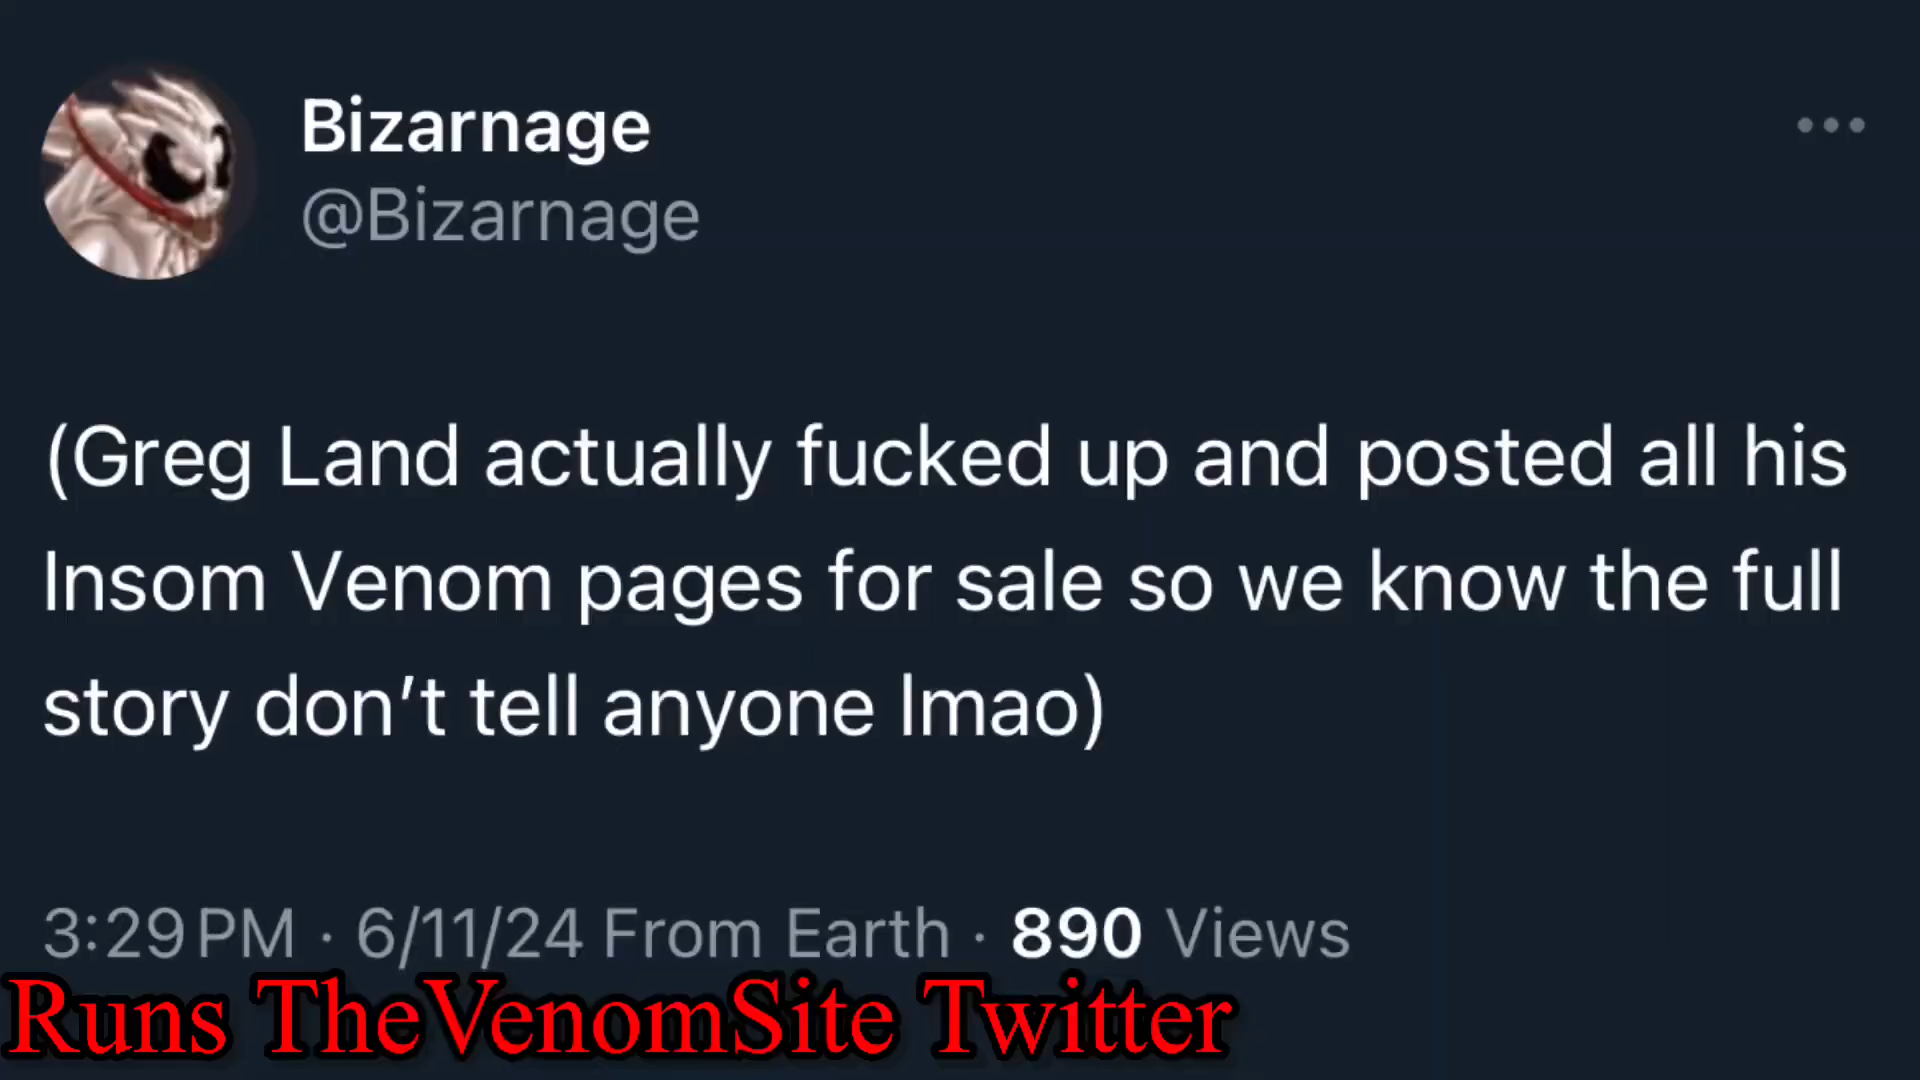 Bizarnage
@Bizarnage
(Greg Land actually fucked up and posted all his
Insom Venom pages for sale so we know the full
story don’t tell anyone lmao)
3:29 PM · 6/11/24 From Earth · 890 Views
Runs TheVenomSite Twitter